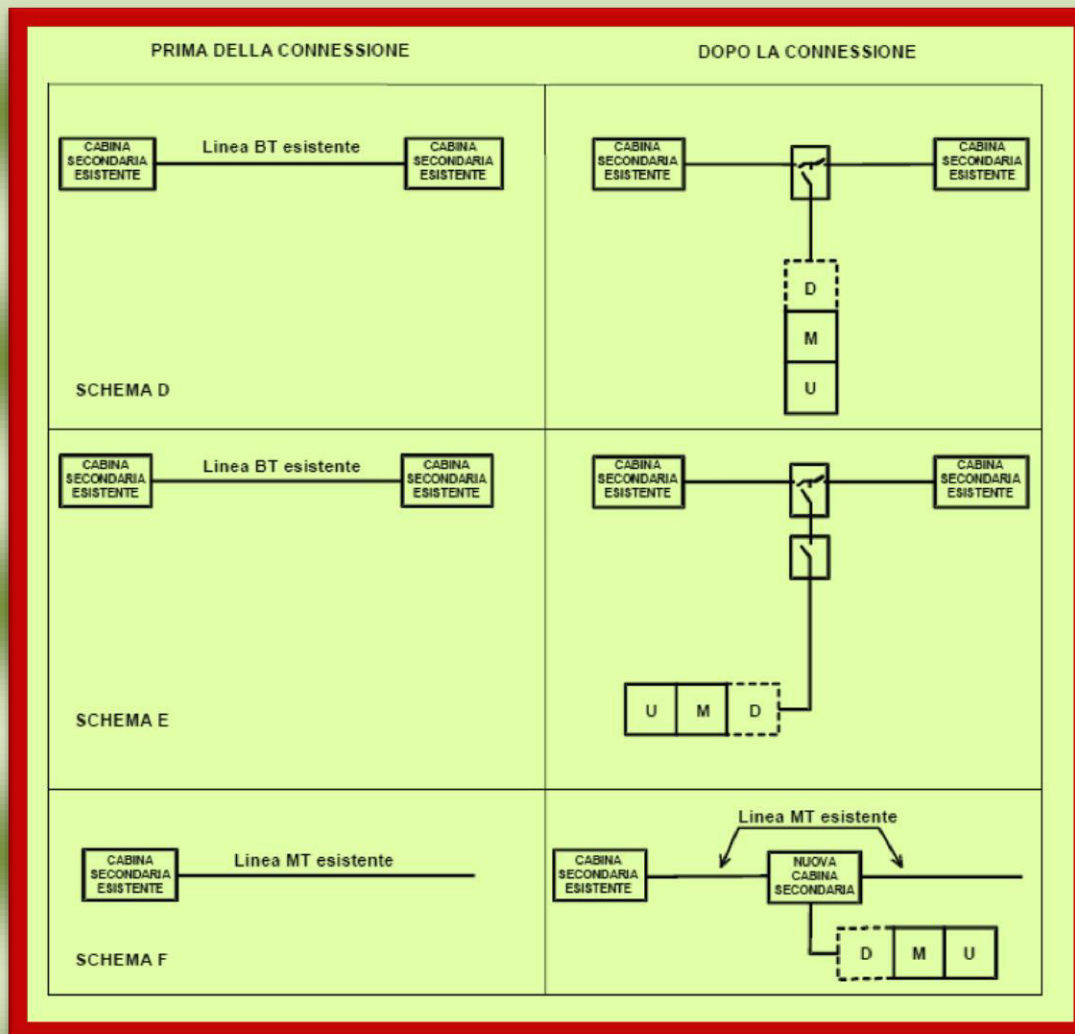 PRIMA DELLA CONNESSIONE
DOPO LA CONNESSIONE
CABINA
SECONDARIA
ESISTENTE
Linea BT esistente
CABINA
SECONDARIA
ESISTENTE
SCHEMA D
CABINA
SECONDARIA
ESISTENTE
CABINA
SECONDARIA
ESISTENTE
D
M
U
CABINA
SECONDARIA
ESISTENTE
Linea BT esistente
CABINA
SECONDARIA
ESISTENTE
SCHEMA E
CABINA
SECONDARIA
ESISTENTE
CABINA
SECONDARIA
ESISTENTE
U M D
CABINA
SECONDARIA
ESISTENTE
Linea MT esistente
SCHEMA F
Linea MT esistente
CABINA
SECONDARIA
ESISTENTE
NUOVA
CABINA
SECONDARIA
D M U